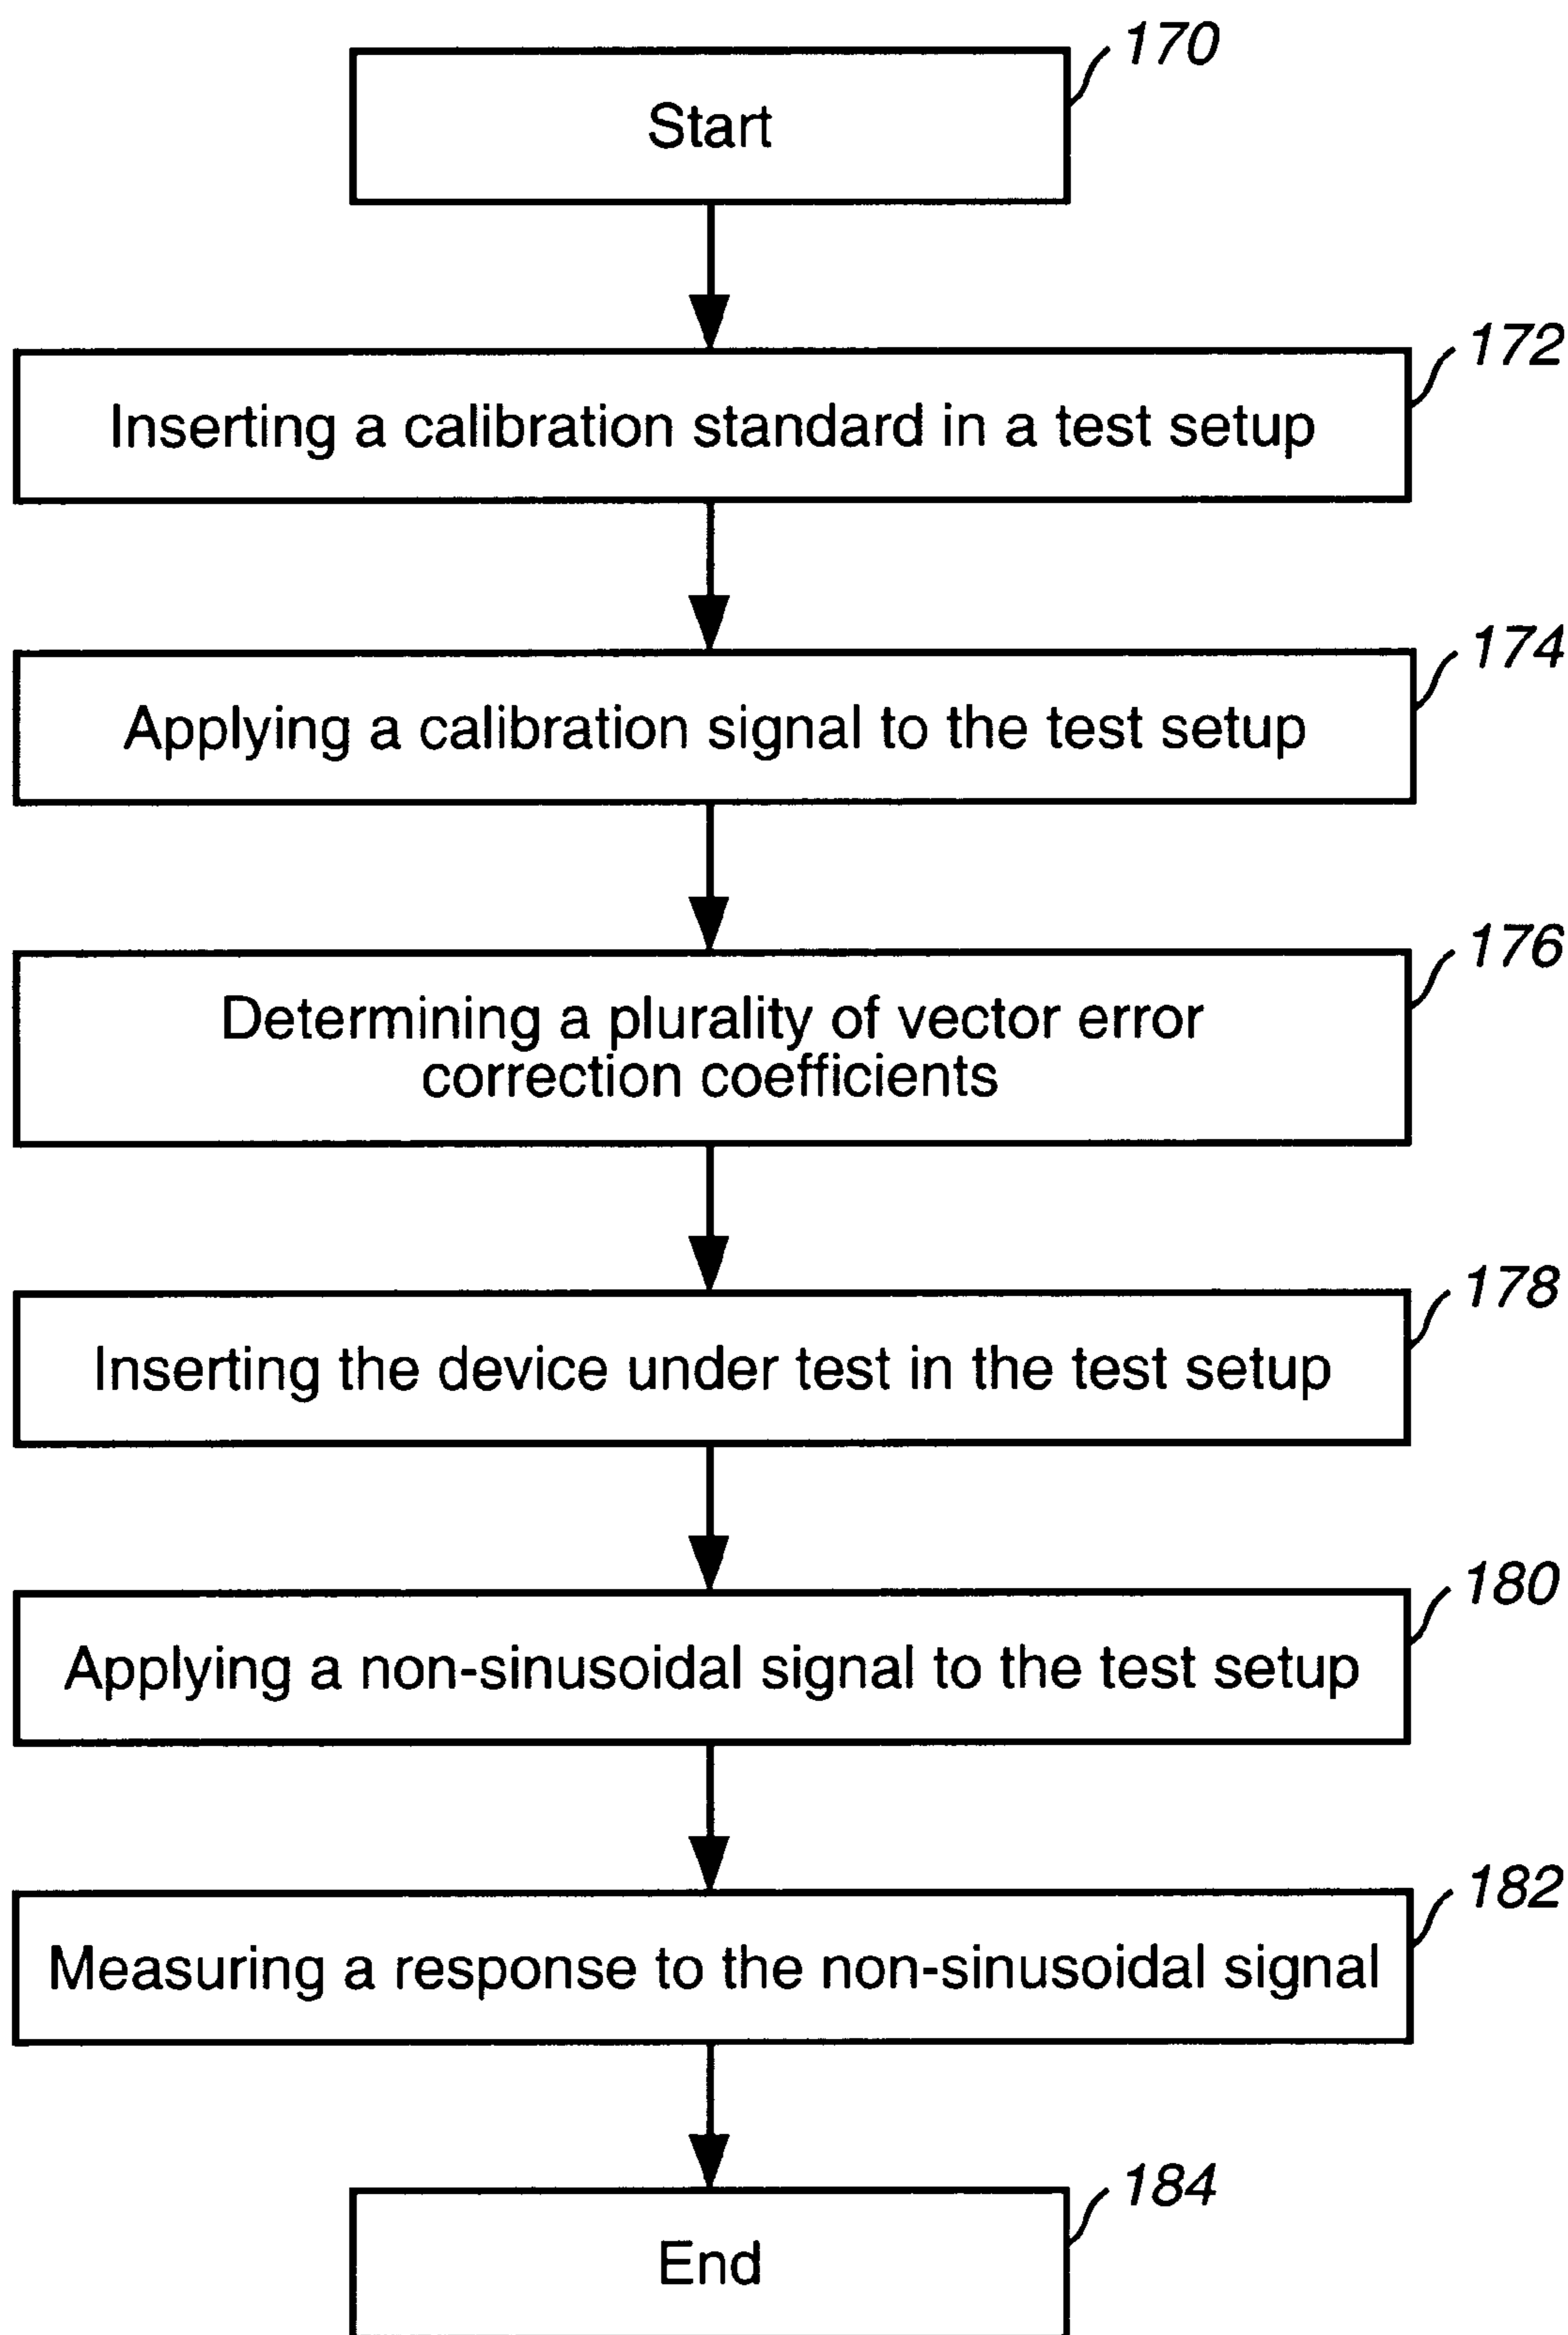 170
Start
172
Inserting a calibration standard in a test setup
174
Applying a calibration signal to the test setup
176
Determining a plurality of vector error
correction coefficients
178
Inserting the device under test in the test setup
180
Applying a non-sinusoidal signal to the test setup
182
Measuring a response to the non-sinusoidal signal
184
End